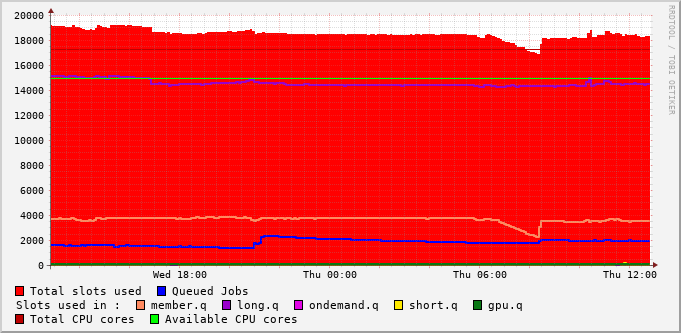 20000
18000
16000
14000
12000
10000
8000
6000
4000
2000
0
Wed 18:00 Thu 00:00 Thu 06:00 Thu 12:00
Total slots used Queued Jobs
Slots used in : member.q long.q ondemand.q short.q gpu.q
Total CPU cores Available CPU cores
RRDTOOL / TOBI OETIKER